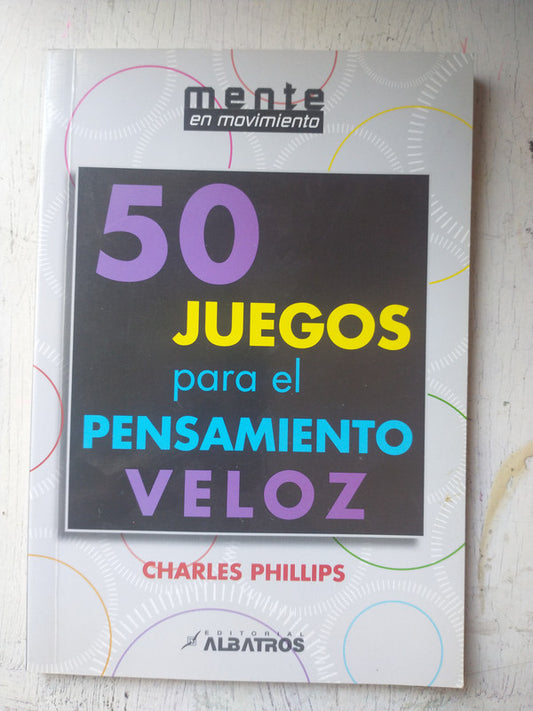 mente
en movimiento
50
JUEGOS
para el
PENSAMIENTO
VELOZ
CHARLES PHILLIPS
EDITORIAL
ALBATROS